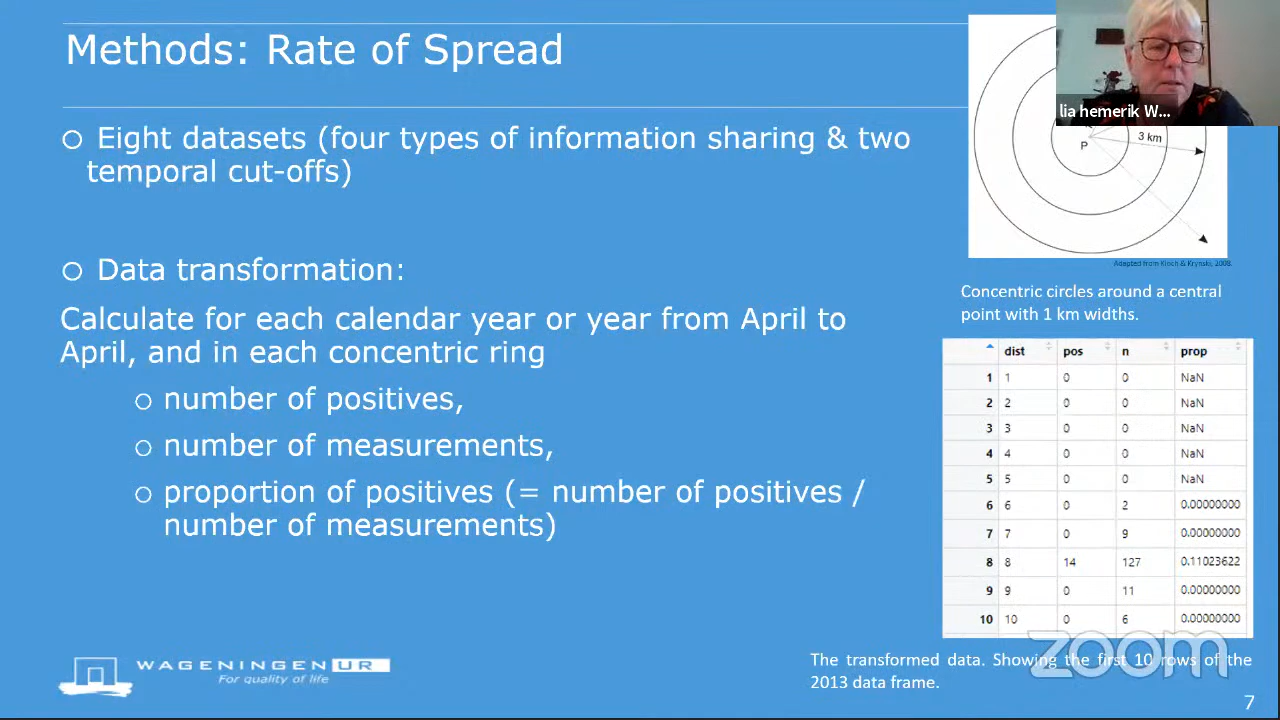 Methods: Rate of Spread
Eight datasets (four types of information sharing & two
temporal cut-offs)
Data transformation:
Calculate for each calendar year or year from April to
April, and in each concentric ring
number of positives,
number of measurements,
proportion of positives (= number of positives /
number of measurements)
WAGENINGEN UR
For quality of life
lia hemerik W...
3 km
P
Adapted from Kloch & Krynski, 2008.
Concentric circles around a central
point with 1 km widths.
dist pos n prop
1 1 0 0 NaN
2 2 0 0 NaN
3 3 0 0 NaN
4 4 0 0 NaN
5 5 0 0 NaN
6 6 0 2 0.00000000
7 7 0 9 0.00000000
8 8 14 127 0.11023622
9 9 0 11 0.00000000
10 10 0 6 0.00000000
zoom
The transformed data. Showing the first 10 rows of the
2013 data frame.
7